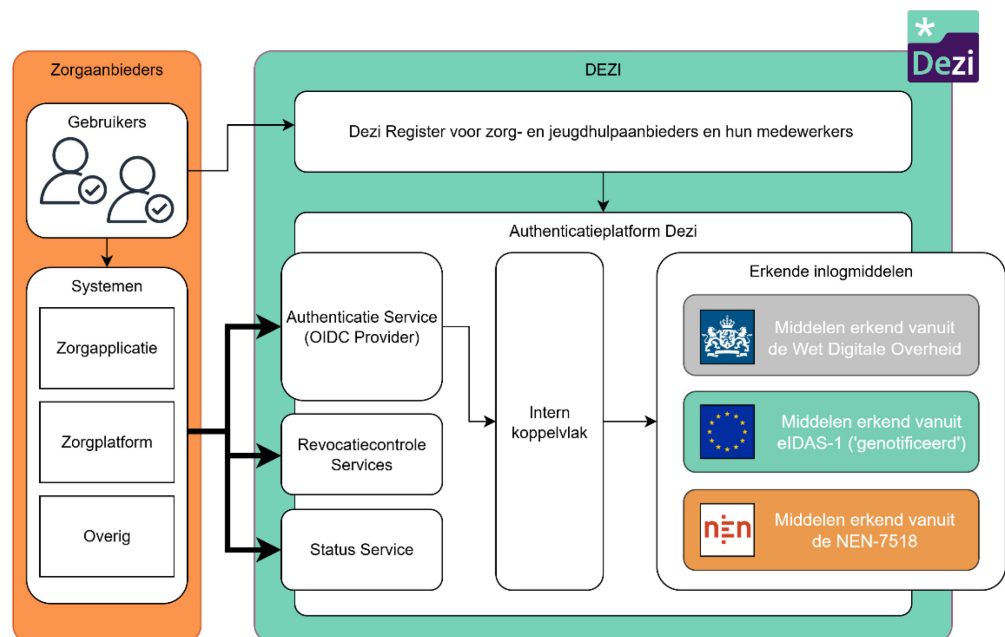 *
Dezi
Zorgaanbieders
DEZI
Gebruikers
Dezi Register voor zorg- en jeugdhulpaanbieders en hun medewerkers
Authenticatieplatform Dezi
Systemen
Zorgapplicatie
Zorgplatform
Overig
Authenticatie Service
(OIDC Provider)
Revocatiecontrole
Services
Status Service
Intern
koppelvlak
Erkende inlogmiddelen
Middelen erkend vanuit
de Wet Digitale Overheid
Middelen erkend vanuit
eIDAS-1 ('genotificeerd')
nen
Middelen erkend vanuit
de NEN-7518